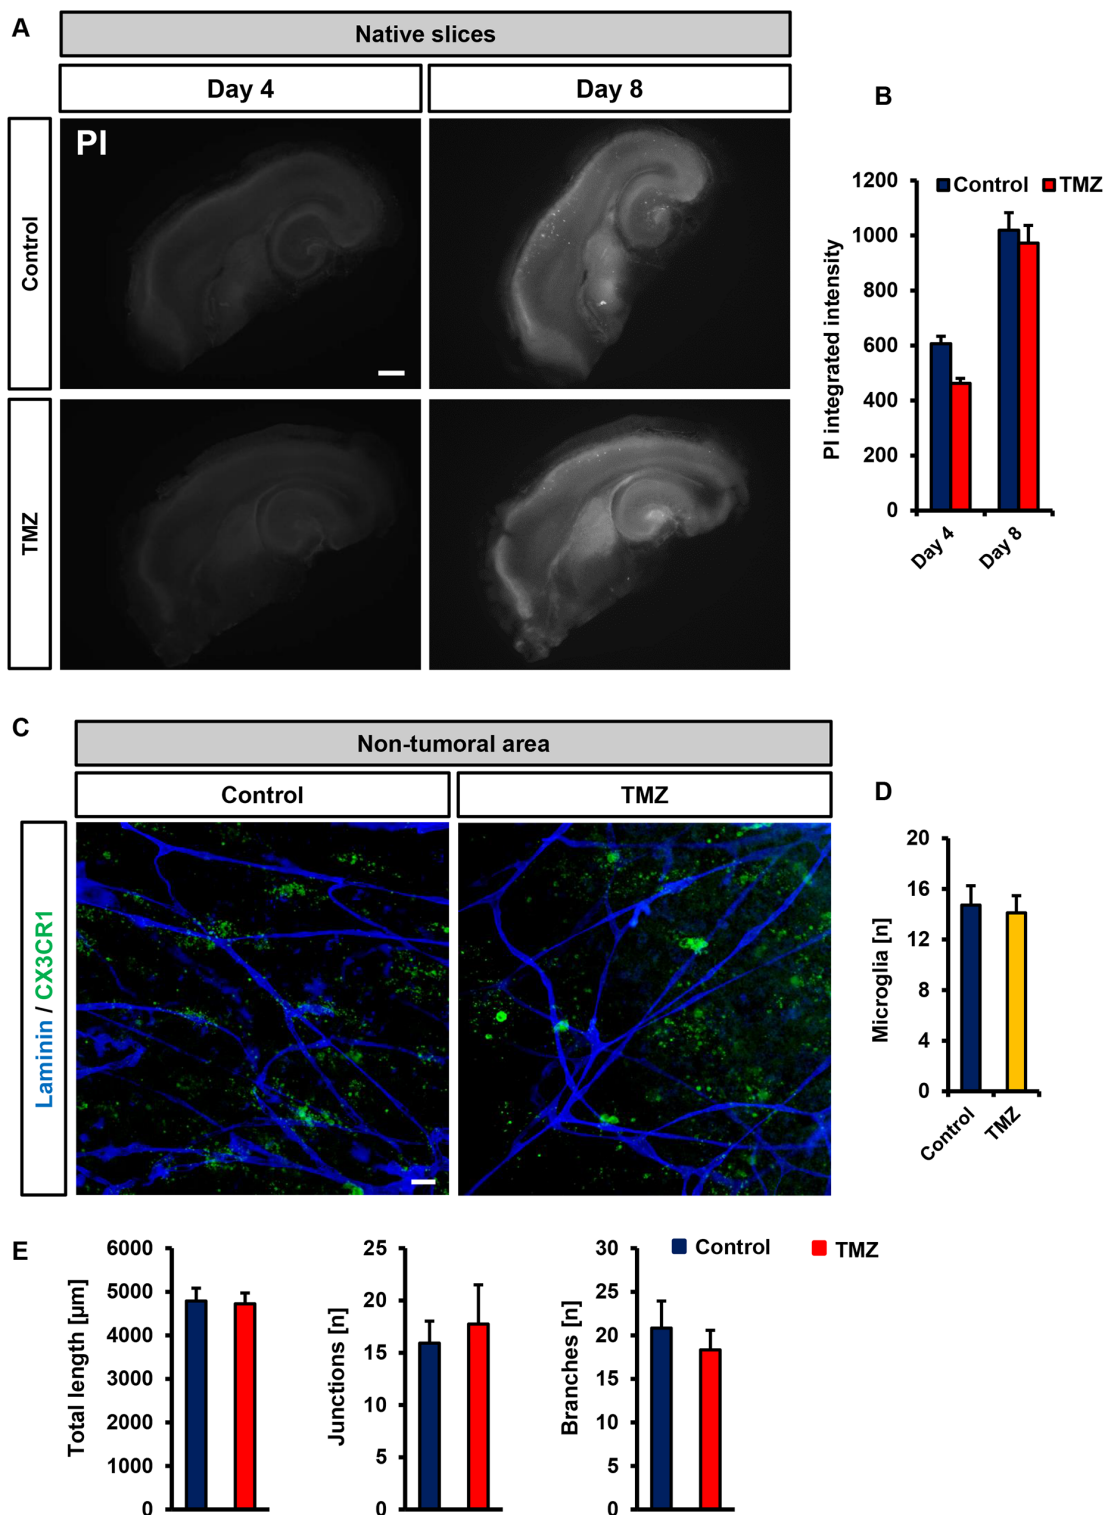 A
Native slices
Day 4
Day 8
Control
PI
TMZ
B
Control
TMZ
PI integrated intensity
1200
1000
800
600
400
200
0
Day 4
Day 8
C
Non-tumoral area
Control
TMZ
Laminin / CX3CR1
D
Microglia [n]
20
16
12
8
4
0
Control
TMZ
E
Control
TMZ
Total length [µm]
6000
5000
4000
3000
2000
1000
0
Junctions [n]
25
20
15
10
5
0
Branches [n]
30
25
20
15
10
5
0